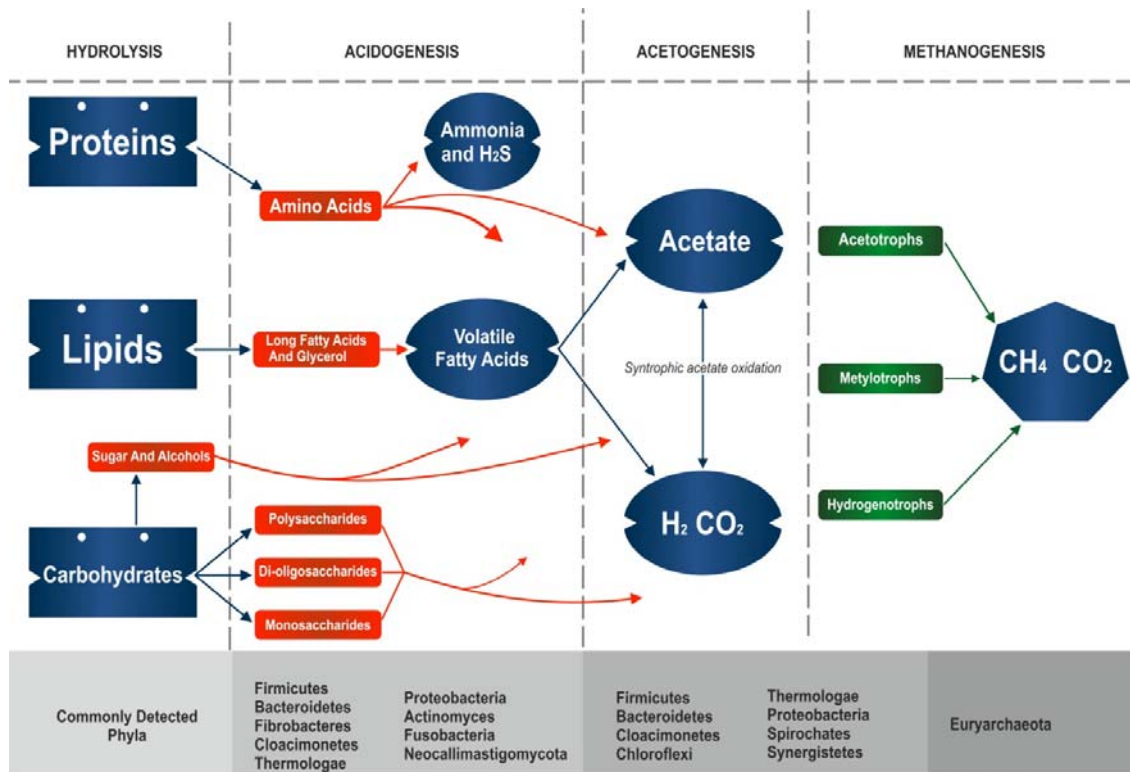 HYDROLYSIS
ACIDOGENESIS
ACETOGENESIS
METHANOGENESIS
Proteins
Ammonia
and H2S
Amino Acids
Acetate
Acetotrophs
Lipids
Long Fatty Acids
And Glycerol
Volatile
Fatty Acids
Syntrophic acetate oxidation
Metylotrophs
CH4 CO2
Sugar And Alcohols
Polysaccharides
H2 CO2
Hydrogenotrophs
Carbohydrates
Di-oligosaccharides
Monosaccharides
Commonly Detected
Phyla
Firmicutes
Bacteroidetes
Fibrobacteres
Cloacimonetes
Thermologae
Proteobacteria
Actinomyces
Fusobacteria
Neocallimastigomycota
Firmicutes
Bacteroidetes
Cloacimonetes
Chloroflexi
Thermologae
Proteobacteria
Spirochates
Synergistetes
Euryarchaeota